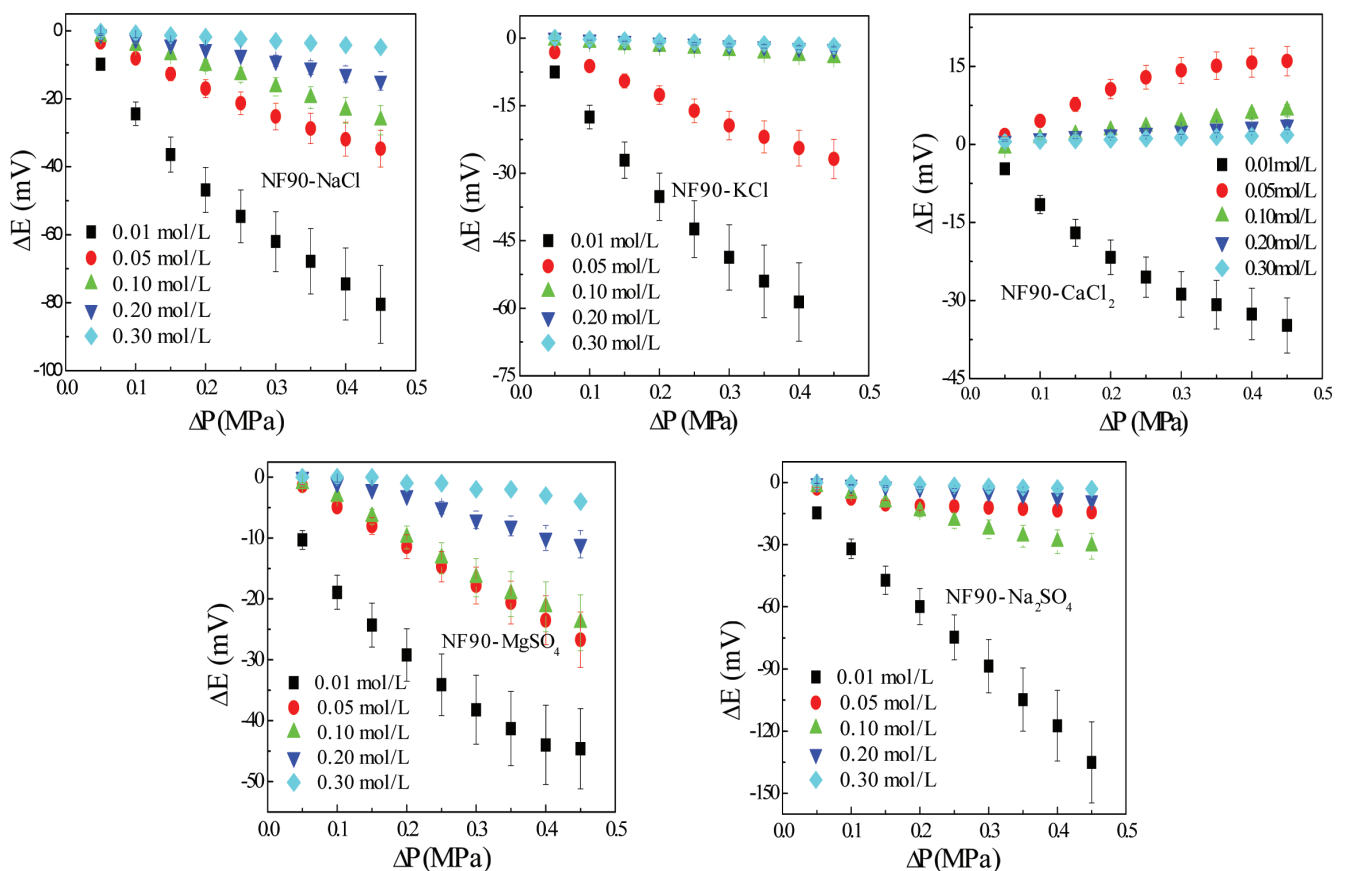 0
-20
-40
-60
-80
-100
ΔE (mV)
NF90-NaCl
0.01 mol/L
0.05 mol/L
0.10 mol/L
0.20 mol/L
0.30 mol/L
0.0 0.1 0.2 0.3 0.4 0.5
ΔP(MPa)
0
-15
-30
-45
-60
-75
ΔE (mV)
NF90-KCl
0.01 mol/L
0.05 mol/L
0.10 mol/L
0.20 mol/L
0.30 mol/L
0.0 0.1 0.2 0.3 0.4 0.5
ΔP(MPa)
15
0
-15
-30
-45
ΔE (mV)
0.01mol/L
0.05mol/L
0.10mol/L
0.20mol/L
0.30mol/L
NF90-CaCl₂
0.0 0.1 0.2 0.3 0.4 0.5
ΔP(MPa)
0
-10
-20
-30
-40
-50
ΔE (mV)
NF90-MgSO₄
0.01 mol/L
0.05 mol/L
0.10 mol/L
0.20 mol/L
0.30 mol/L
0.0 0.1 0.2 0.3 0.4 0.5
ΔP(MPa)
0
-30
-60
-90
-120
-150
ΔE (mV)
NF90-Na₂SO₄
0.01 mol/L
0.05 mol/L
0.10 mol/L
0.20 mol/L
0.30 mol/L
0.0 0.1 0.2 0.3 0.4 0.5
ΔP(MPa)